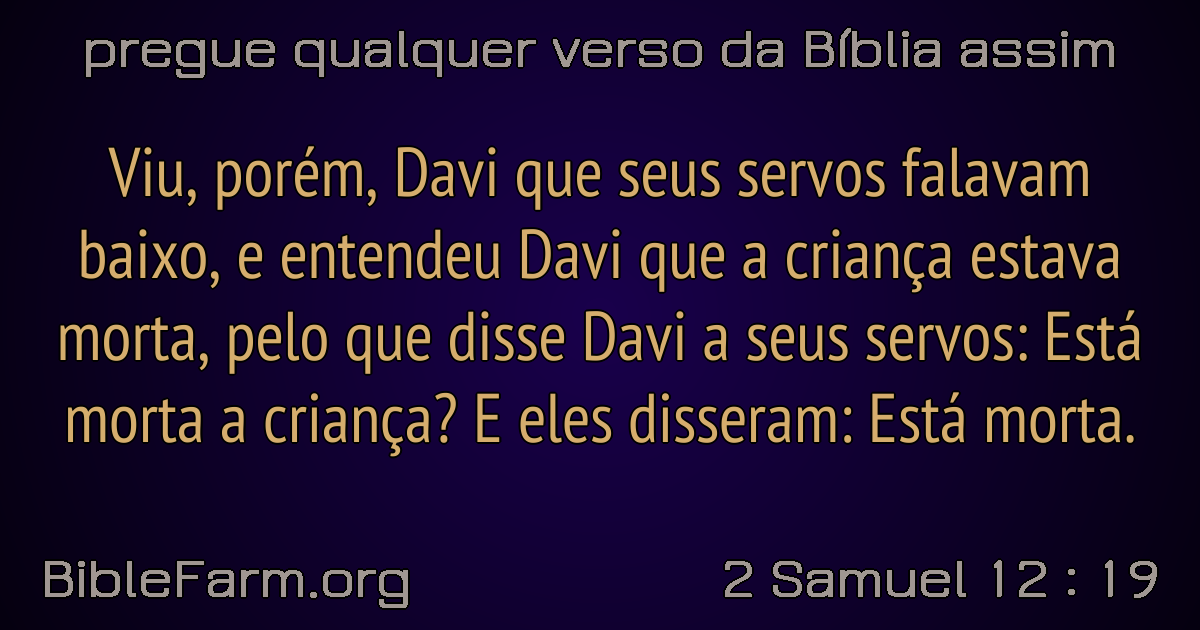 pregue qualquer verso da Bíblia assim
Viu, porém, Davi que seus servos falavam
baixo, e entendeu Davi que a criança estava
morta, pelo que disse Davi a seus servos: Está
morta a criança? E eles disseram: Está morta.
BibleFarm.org
2 Samuel 12 : 19